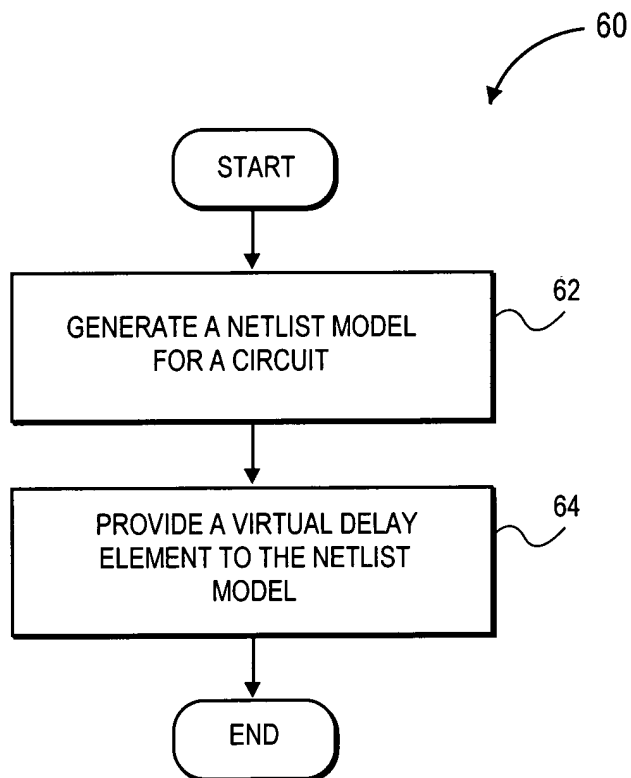 60
START
GENERATE A NETLIST MODEL
FOR A CIRCUIT
62
PROVIDE A VIRTUAL DELAY
ELEMENT TO THE NETLIST
MODEL
64
END